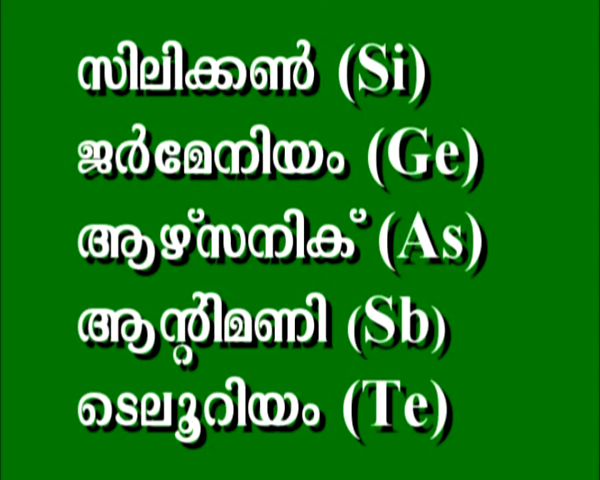 സിലിക്കൺ (Si)
ജർമേനിയം (Ge)
ആഴ്സനിക് (As)
ആന്റിമണി (Sb)
ടെലൂറിയം (Te)